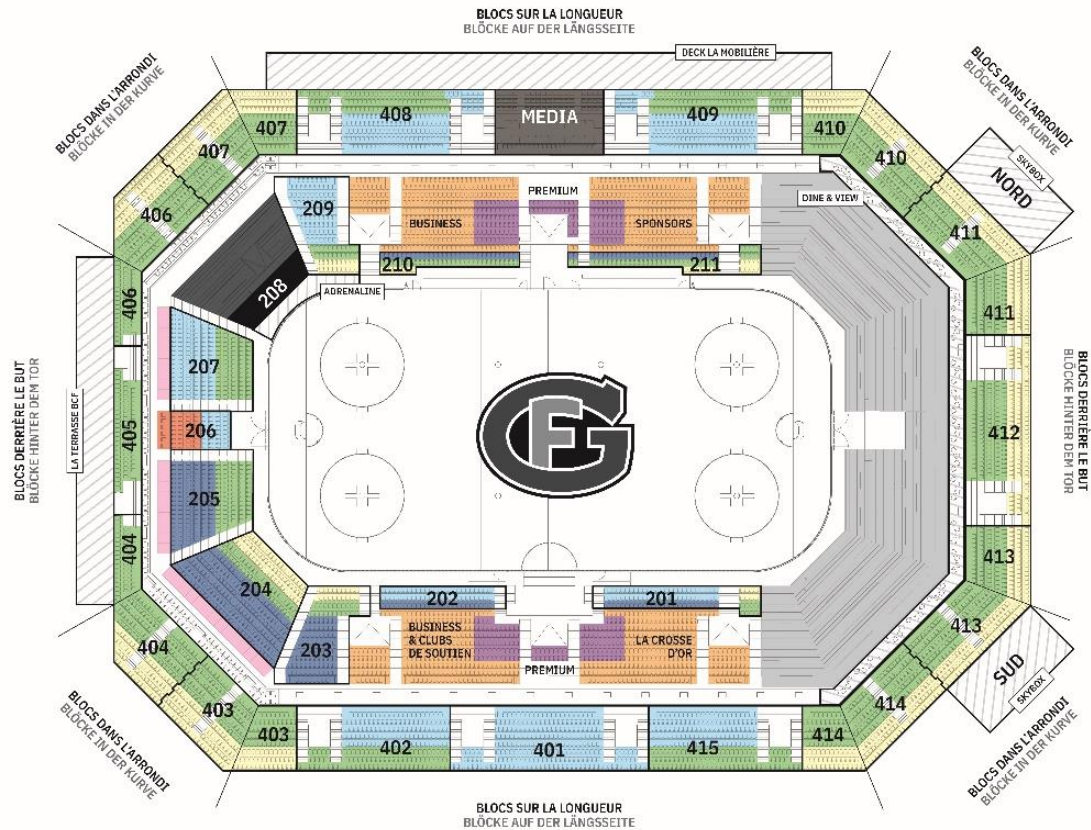 BLOCS SUR LA LONGUEUR
BLÖCKE AUF DER LÄNGSSEITE
DECK LA MOBILIÈRE
BLOCS DANS L'ARRONDI
BLÖCKE IN DER KURVE
BLOCS DANS L'ARRONDI
BLÖCKE IN DER KURVE
407
408
MEDIA
409
410
407
410
SKYBOX
NORD
406
411
209
PREMIUM
BUSINESS
SPONSORS
DINE & VIEW
210
211
208
ADRENALINE
406
411
207
BLOCS DERRIÈRE LE BUT
BLÖCKE HINTER DEM TOR
LA TERRASSE BCF
405
206
FG
412
BLOCS DERRIÈRE LE BUT
BLÖCKE HINTER DEM TOR
205
404
413
204
202
201
203
BUSINESS
& CLUBS
DE SOUTIEN
LA CROSSE
D'OR
PREMIUM
404
413
SUD
SKYBOX
403
414
403
402
401
415
414
BLOCS DANS L'ARRONDI
BLÖCKE IN DER KURVE
BLOCS DANS L'ARRONDI
BLÖCKE IN DER KURVE
BLOCS SUR LA LONGUEUR
BLÖCKE AUF DER LÄNGSSEITE